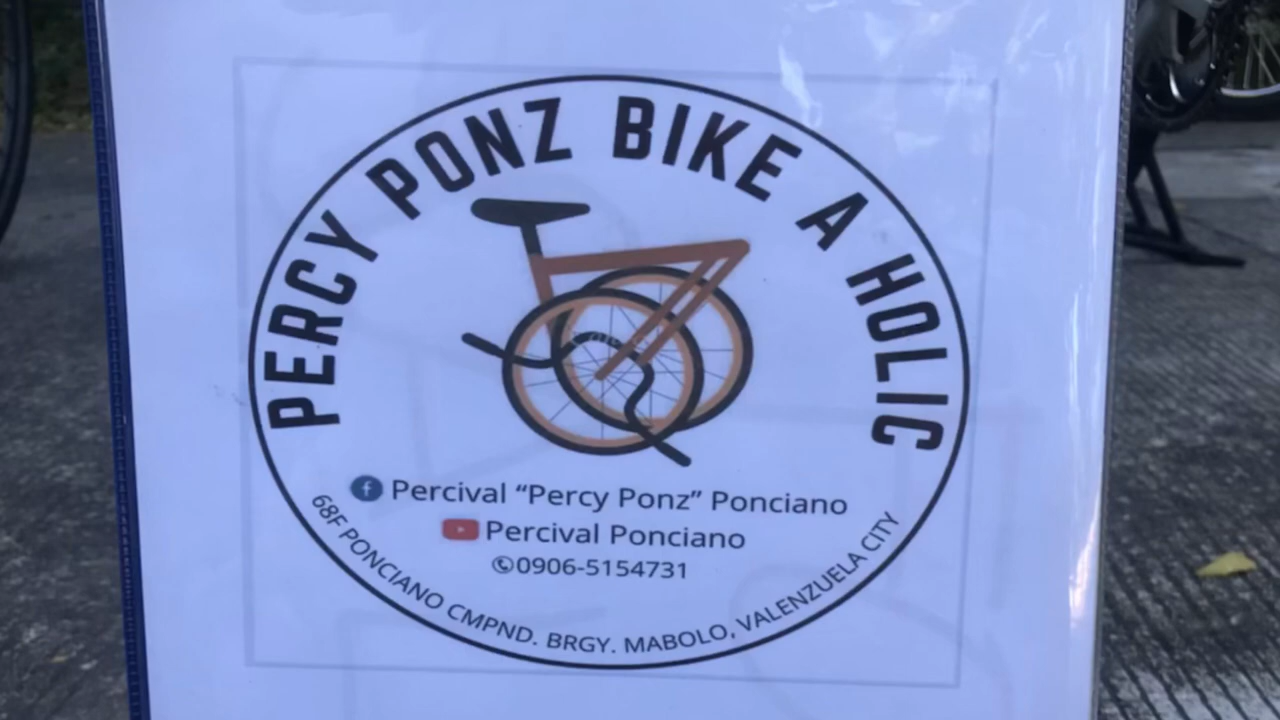 PERCY PONZ BIKE A HOLIC
Percival “Percy Ponz” Ponciano
Percival Ponciano
0906-5154731
68F PONCIANO CMPND. BRGY. MABOLO, VALENZUELA CITY